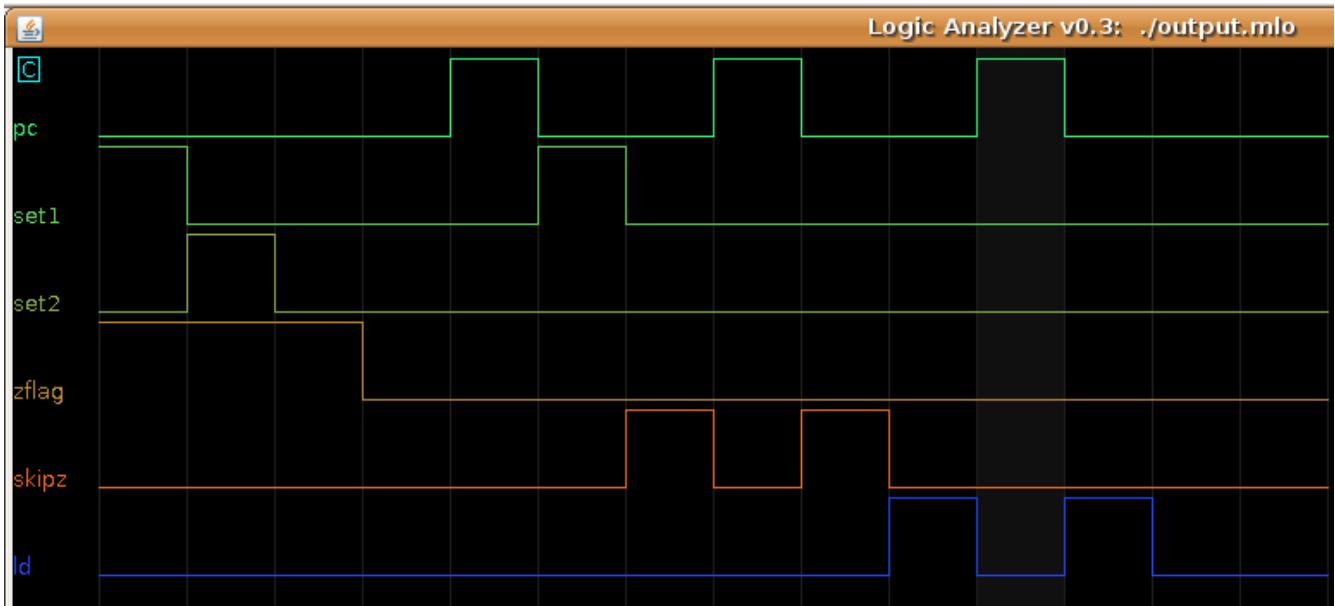 Logic Analyzer v0.3: ./output.mlo
C
pc
set1
set2
zflag
skipz
ld